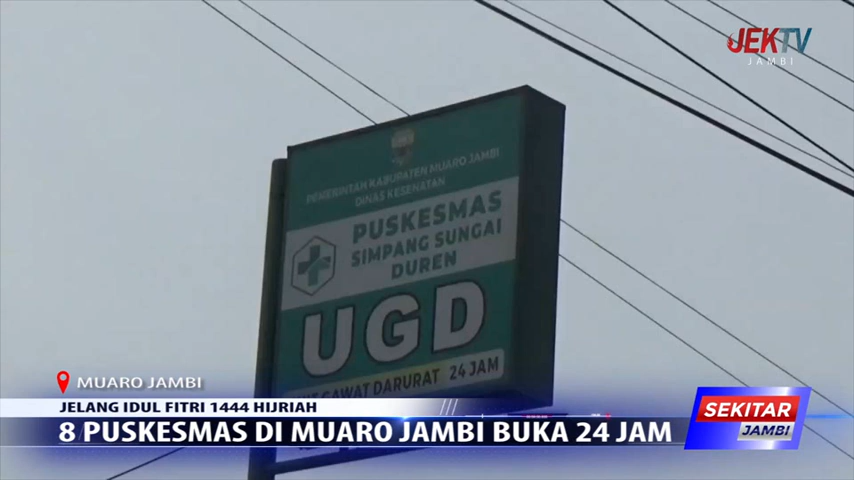 JEKTV
JAMBI
PEMERINTAH KABUPATEN MUARO JAMBI
DINAS KESEHATAN
PUSKESMAS
SIMPANG SUNGAI
DUREN
UGD
GAWAT DARURAT 24 JAM
MUARO JAMBI
JELANG IDUL FITRI 1444 HIJRIAH
8 PUSKESMAS DI MUARO JAMBI BUKA 24 JAM
SEKITAR
JAMBI